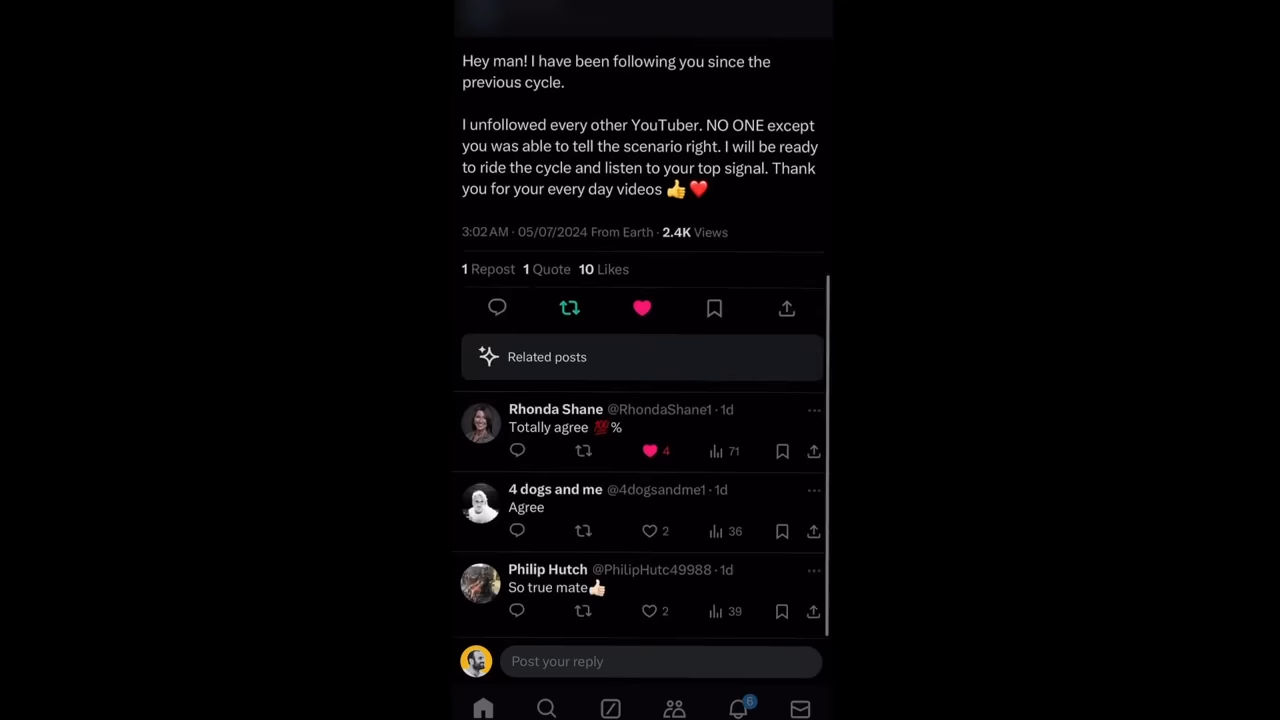 Hey man! I have been following you since the
previous cycle.
I unfollowed every other YouTuber. NO ONE except
you was able to tell the scenario right. I will be ready
to ride the cycle and listen to your top signal. Thank
you for your every day videos 👍❤️
3:02 AM · 05/07/2024 From Earth · 2.4K Views
1 Repost 1 Quote 10 Likes
Related posts
Rhonda Shane @RhondaShane1 · 1d
Totally agree 💯%
4 71
4 dogs and me @4dogsandme1 · 1d
Agree
2 36
Philip Hutch @PhilipHutc49988 · 1d
So true mate👍🏻
2 39
Post your reply
6